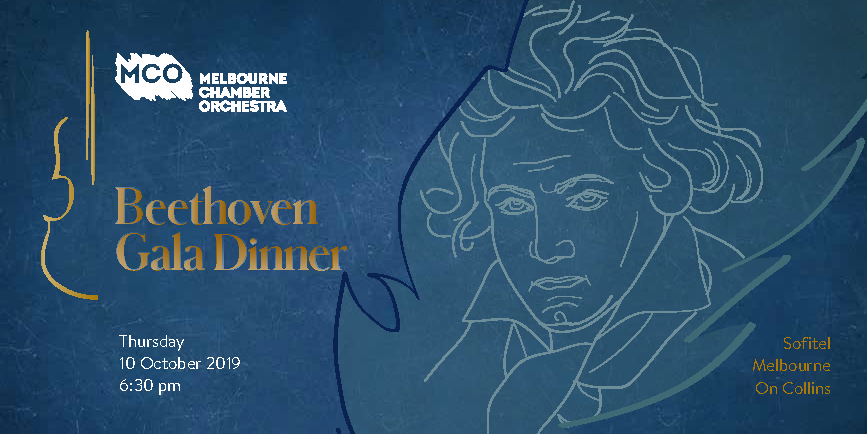 MCO
MELBOURNE
CHAMBER
ORCHESTRA
Beethoven
Gala Dinner
Thursday
10 October 2019
6:30 pm
Sofitel
Melbourne
On Collins